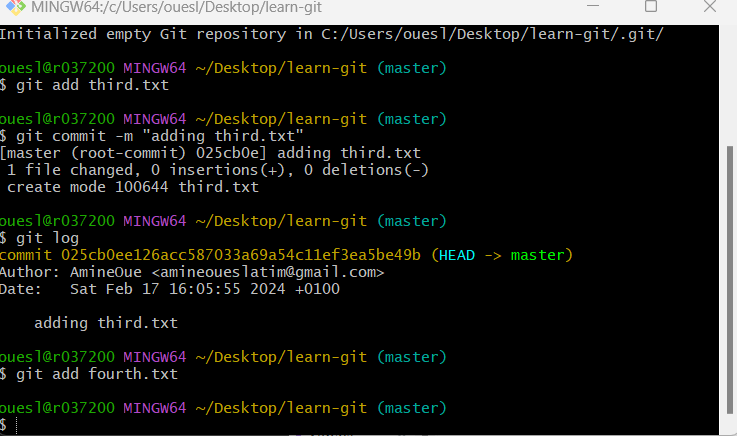 MINGW64:/c/Users/ouesl/Desktop/learn-git
Initialized empty Git repository in C:/Users/ouesl/Desktop/learn-git/.git/
ouesl@r037200 MINGW64 ~/Desktop/learn-git (master)
$ git add third.txt
ouesl@r037200 MINGW64 ~/Desktop/learn-git (master)
$ git commit -m "adding third.txt"
[master (root-commit) 025cb0e] adding third.txt
1 file changed, 0 insertions(+), 0 deletions(-)
create mode 100644 third.txt
ouesl@r037200 MINGW64 ~/Desktop/learn-git (master)
$ git log
commit 025cb0ee126acc587033a69a54c11ef3ea5be49b (HEAD -> master)
Author: AmineOue <amineoueslatim@gmail.com>
Date:   Sat Feb 17 16:05:55 2024 +0100
adding third.txt
ouesl@r037200 MINGW64 ~/Desktop/learn-git (master)
$ git add fourth.txt
ouesl@r037200 MINGW64 ~/Desktop/learn-git (master)
$